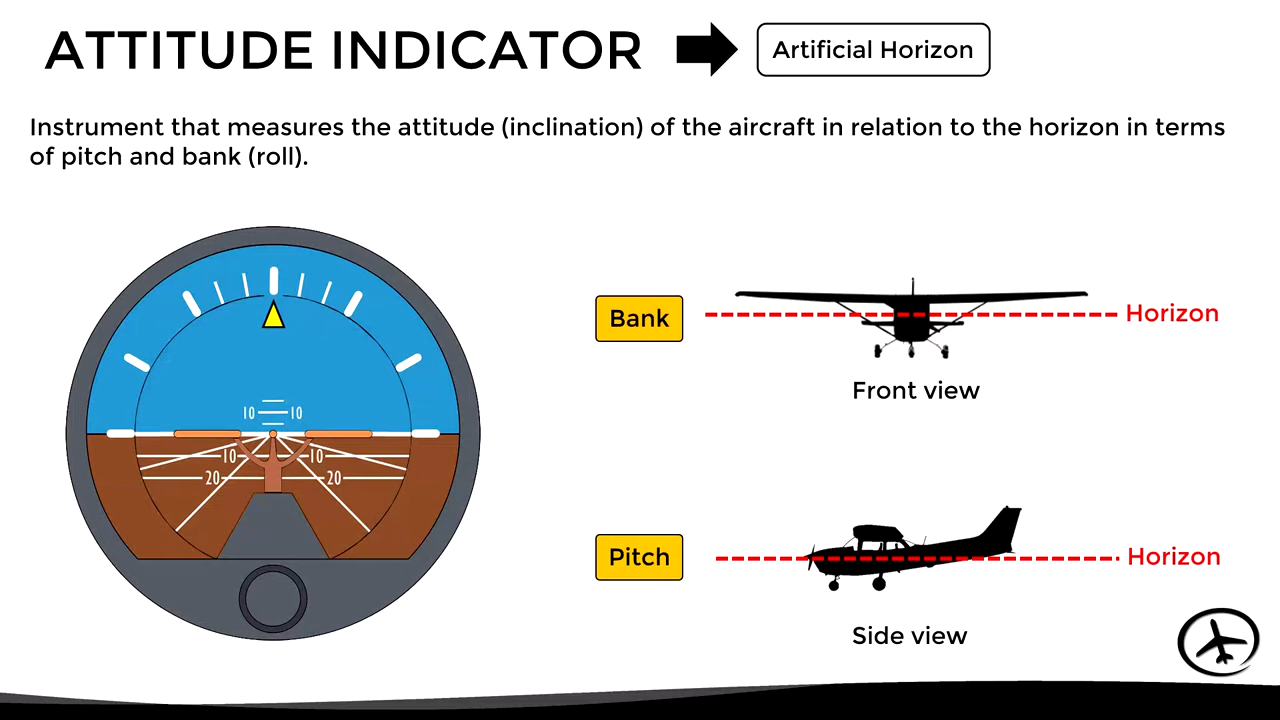 ATTITUDE INDICATOR
Artificial Horizon
Instrument that measures the attitude (inclination) of the aircraft in relation to the horizon in terms
of pitch and bank (roll).
10 10
10 10
20 20
Bank
Horizon
Front view
Pitch
Horizon
Side view